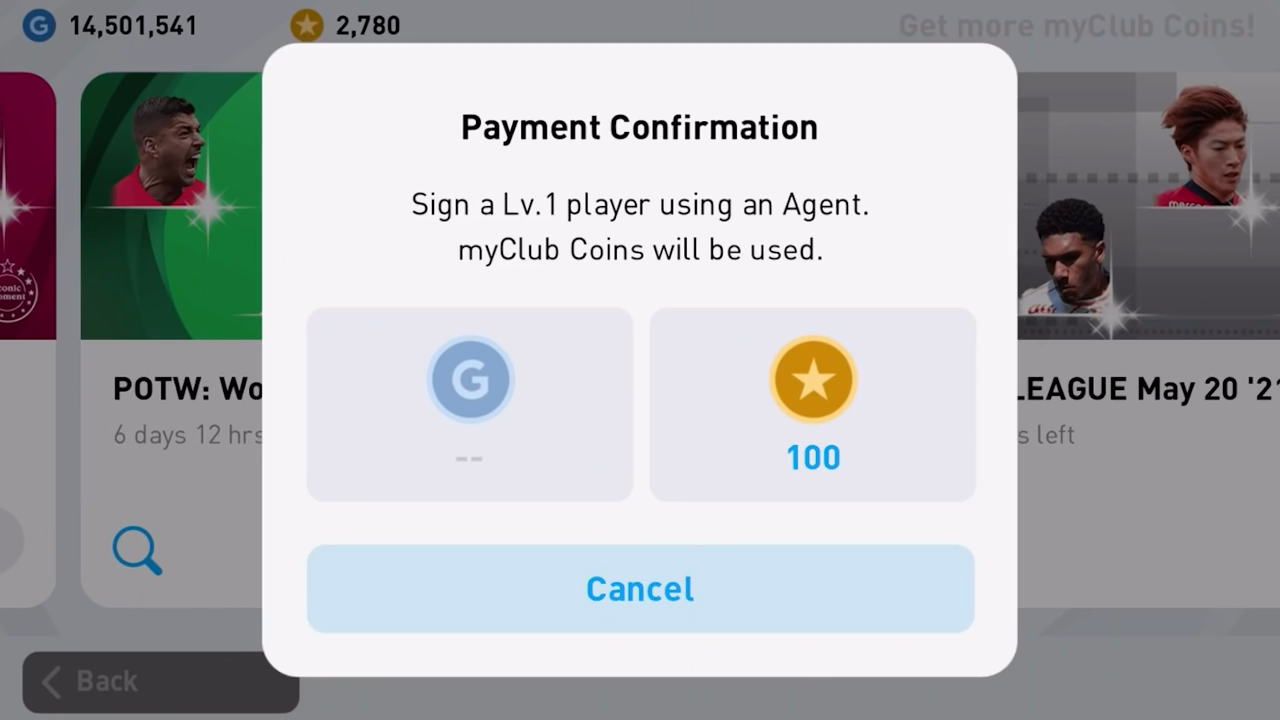 G 14,501,541
2,780
Get more myClub Coins!
Payment Confirmation
Sign a Lv.1 player using an Agent.
myClub Coins will be used.
G
--
100
Cancel
POTW: Wo
6 days 12 hrs
LEAGUE May 20 '21
s left
Back